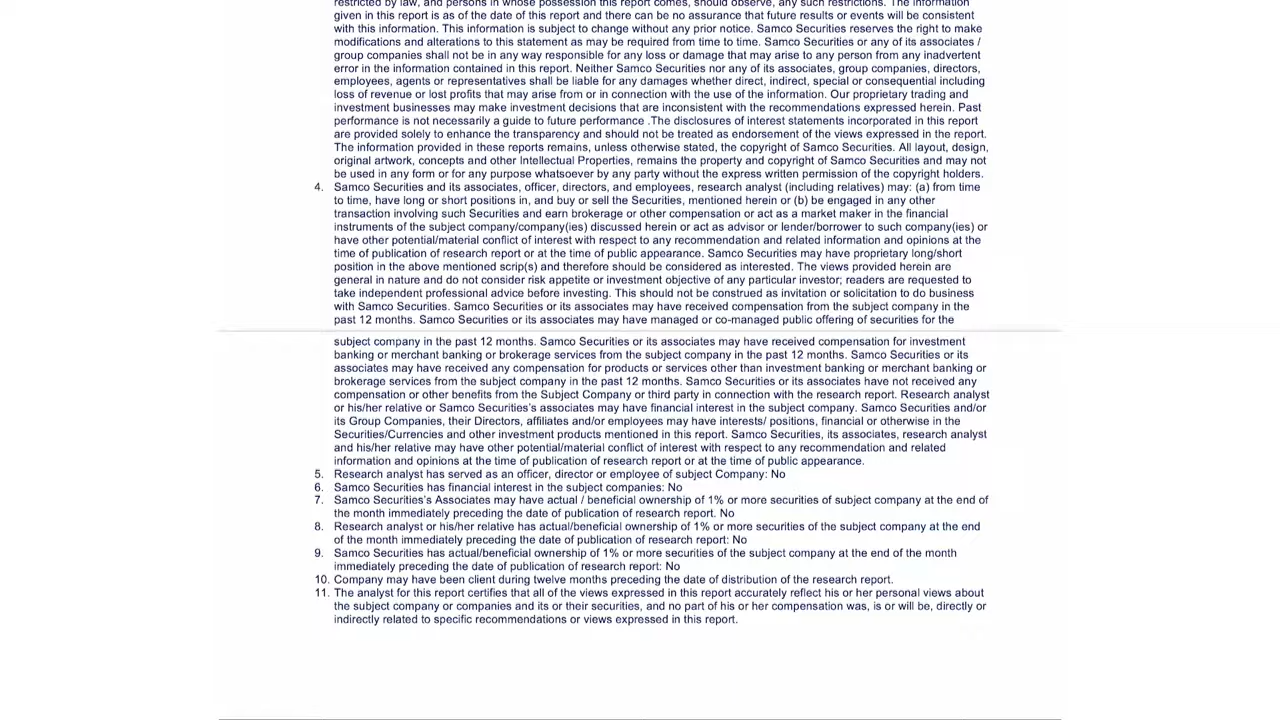 restricted by law, and persons in whose possession this report comes, should observe, any such restrictions. The information
given in this report is as of the date of this report and there can be no assurance that future results or events will be consistent
with this information. This information is subject to change without any prior notice. Samco Securities reserves the right to make
modifications and alterations to this statement as may be required from time to time. Samco Securities or any of its associates /
group companies shall not be in any way responsible for any loss or damage that may arise to any person from any inadvertent
error in the information contained in this report. Neither Samco Securities nor any of its associates, group companies, directors,
employees, agents or representatives shall be liable for any damages whether direct, indirect, special or consequential including
loss of revenue or lost profits that may arise from or in connection with the use of the information. Our proprietary trading and
investment businesses may make investment decisions that are inconsistent with the recommendations expressed herein. Past
performance is not necessarily a guide to future performance .The disclosures of interest statements incorporated in this report
are provided solely to enhance the transparency and should not be treated as endorsement of the views expressed in the report.
The information provided in these reports remains, unless otherwise stated, the copyright of Samco Securities. All layout, design,
original artwork, concepts and other Intellectual Properties, remains the property and copyright of Samco Securities and may not
be used in any form or for any purpose whatsoever by any party without the express written permission of the copyright holders.
4. Samco Securities and its associates, officer, directors, and employees, research analyst (including relatives) may: (a) from time
to time, have long or short positions in, and buy or sell the Securities, mentioned herein or (b) be engaged in any other
transaction involving such Securities and earn brokerage or other compensation or act as a market maker in the financial
instruments of the subject company/company(ies) discussed herein or act as advisor or lender/borrower to such company(ies) or
have other potential/material conflict of interest with respect to any recommendation and related information and opinions at the
time of publication of research report or at the time of public appearance. Samco Securities may have proprietary long/short
position in the above mentioned scrip(s) and therefore should be considered as interested. The views provided herein are
general in nature and do not consider risk appetite or investment objective of any particular investor; readers are requested to
take independent professional advice before investing. This should not be construed as invitation or solicitation to do business
with Samco Securities. Samco Securities or its associates may have received compensation from the subject company in the
past 12 months. Samco Securities or its associates may have managed or co-managed public offering of securities for the
subject company in the past 12 months. Samco Securities or its associates may have received compensation for investment
banking or merchant banking or brokerage services from the subject company in the past 12 months. Samco Securities or its
associates may have received any compensation for products or services other than investment banking or merchant banking or
brokerage services from the subject company in the past 12 months. Samco Securities or its associates have not received any
compensation or other benefits from the Subject Company or third party in connection with the research report. Research analyst
or his/her relative or Samco Securities's associates may have financial interest in the subject company. Samco Securities and/or
its Group Companies, their Directors, affiliates and/or employees may have interests/ positions, financial or otherwise in the
Securities/Currencies and other investment products mentioned in this report. Samco Securities, its associates, research analyst
and his/her relative may have other potential/material conflict of interest with respect to any recommendation and related
information and opinions at the time of publication of research report or at the time of public appearance.
5. Research analyst has served as an officer, director or employee of subject Company: No
6. Samco Securities has financial interest in the subject companies: No
7. Samco Securities's Associates may have actual / beneficial ownership of 1% or more securities of subject company at the end of
the month immediately preceding the date of publication of research report. No
8. Research analyst or his/her relative has actual/beneficial ownership of 1% or more securities of the subject company at the end
of the month immediately preceding the date of publication of research report: No
9. Samco Securities has actual/beneficial ownership of 1% or more securities of the subject company at the end of the month
immediately preceding the date of publication of research report: No
10. Company may have been client during twelve months preceding the date of distribution of the research report.
11. The analyst for this report certifies that all of the views expressed in this report accurately reflect his or her personal views about
the subject company or companies and its or their securities, and no part of his or her compensation was, is or will be, directly or
indirectly related to specific recommendations or views expressed in this report.